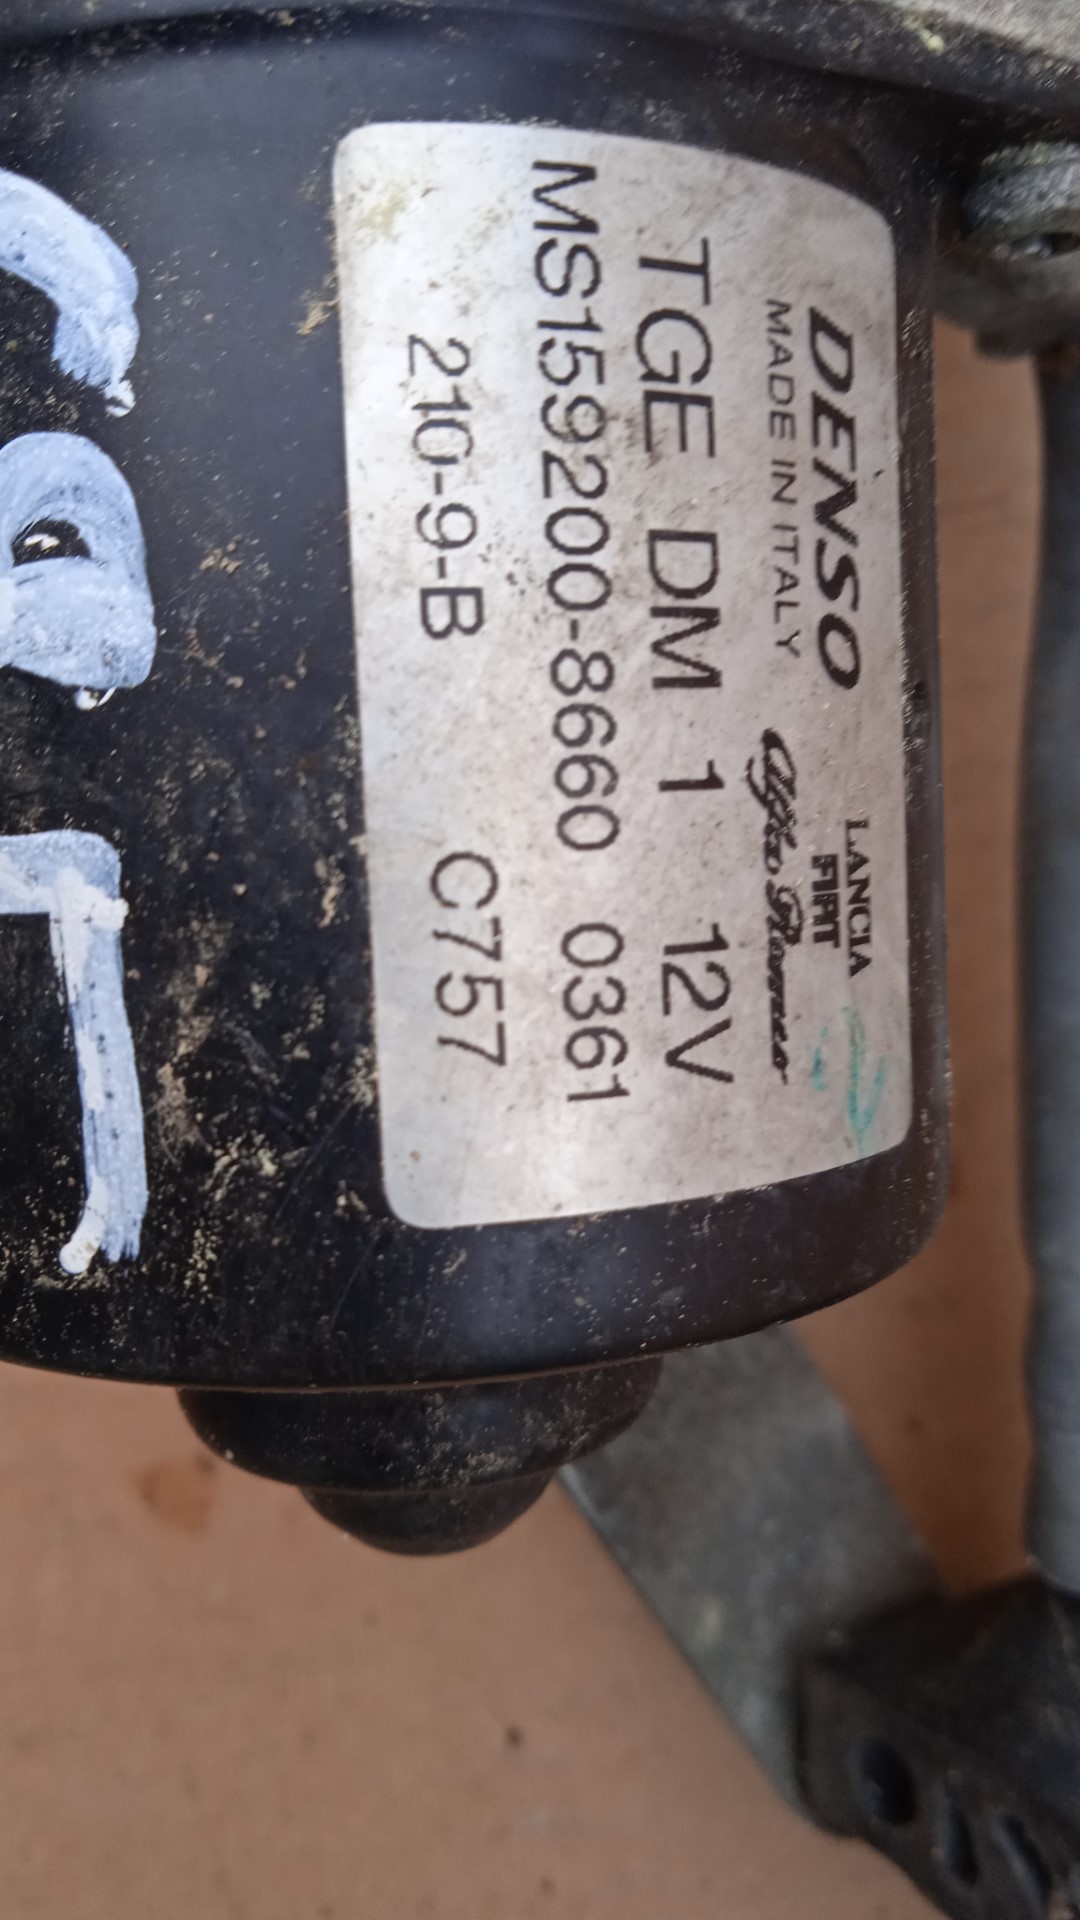 DENSO
MADE IN ITALY
LANCIA
FIAT
Alfa Romeo
TGE DM 1 12V
MS159200-8660 0361
210-9-B C757